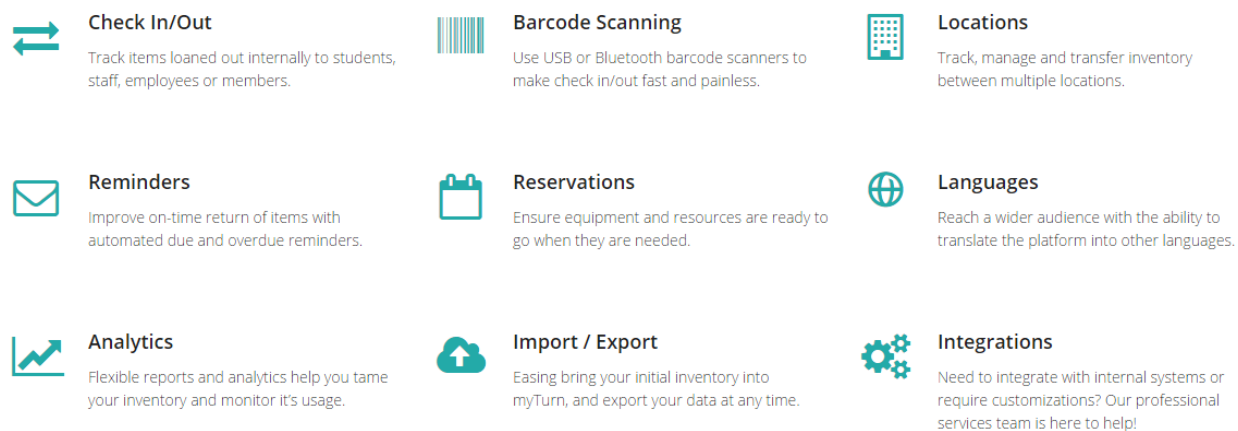 Check In/Out
Track items loaned out internally to students,
staff, employees or members.
Barcode Scanning
Use USB or Bluetooth barcode scanners to
make check in/out fast and painless.
Locations
Track, manage and transfer inventory
between multiple locations.
Reminders
Improve on-time return of items with
automated due and overdue reminders.
Reservations
Ensure equipment and resources are ready to
go when they are needed.
Languages
Reach a wider audience with the ability to
translate the platform into other languages.
Analytics
Flexible reports and analytics help you tame
your inventory and monitor it's usage.
Import / Export
Easing bring your initial inventory into
myTurn, and export your data at any time.
Integrations
Need to integrate with internal systems or
require customizations? Our professional
services team is here to help!